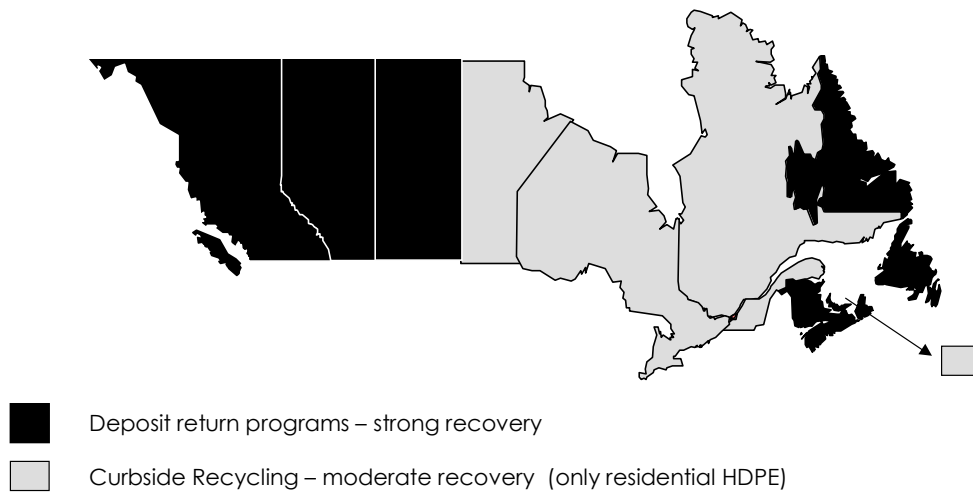 Deposit return programs – strong recovery
Curbside Recycling – moderate recovery (only residential HDPE)